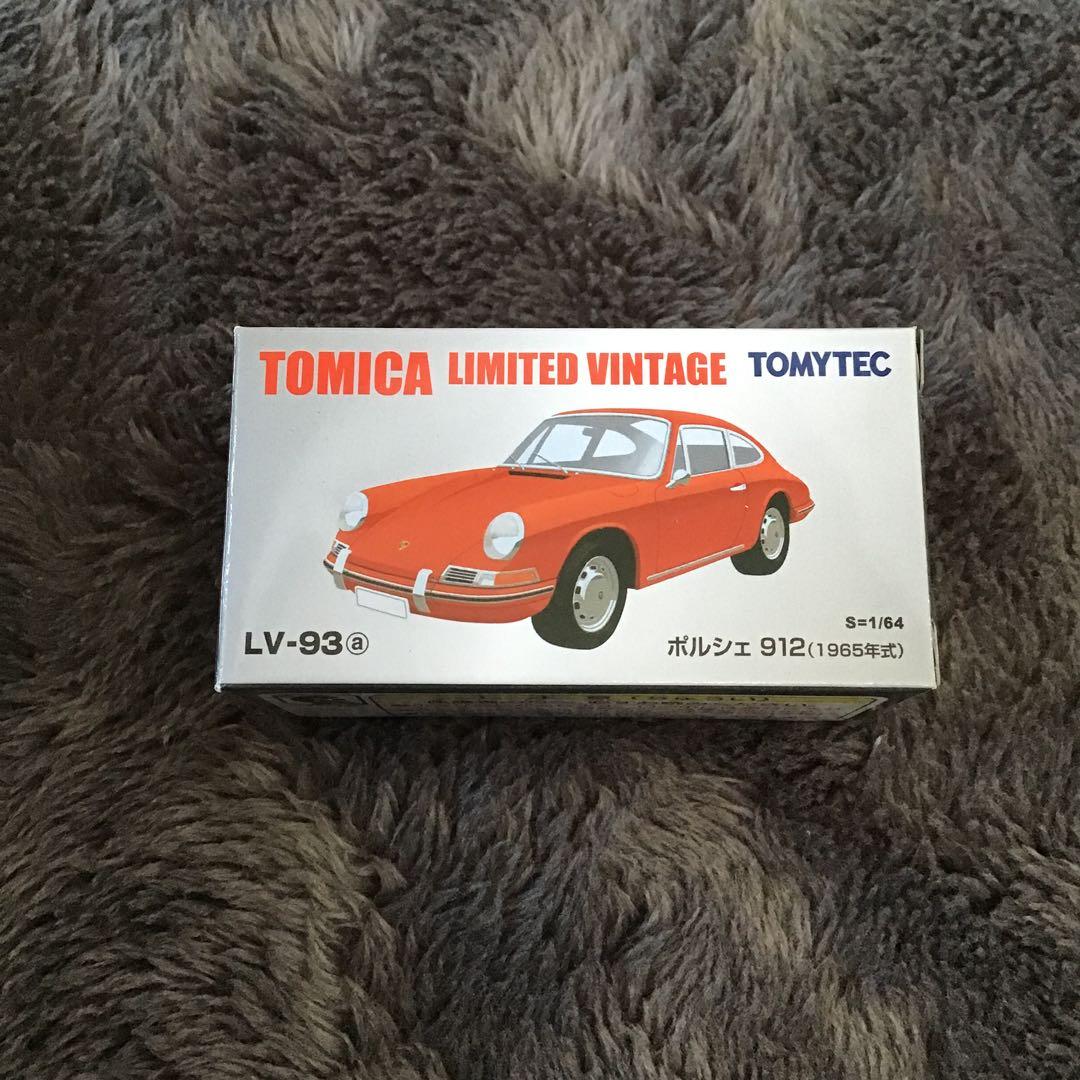 TOMICA LIMITED VINTAGE TOMYTEC
S=1/64
LV-93ⓐ ポルシェ 912(1965年式)